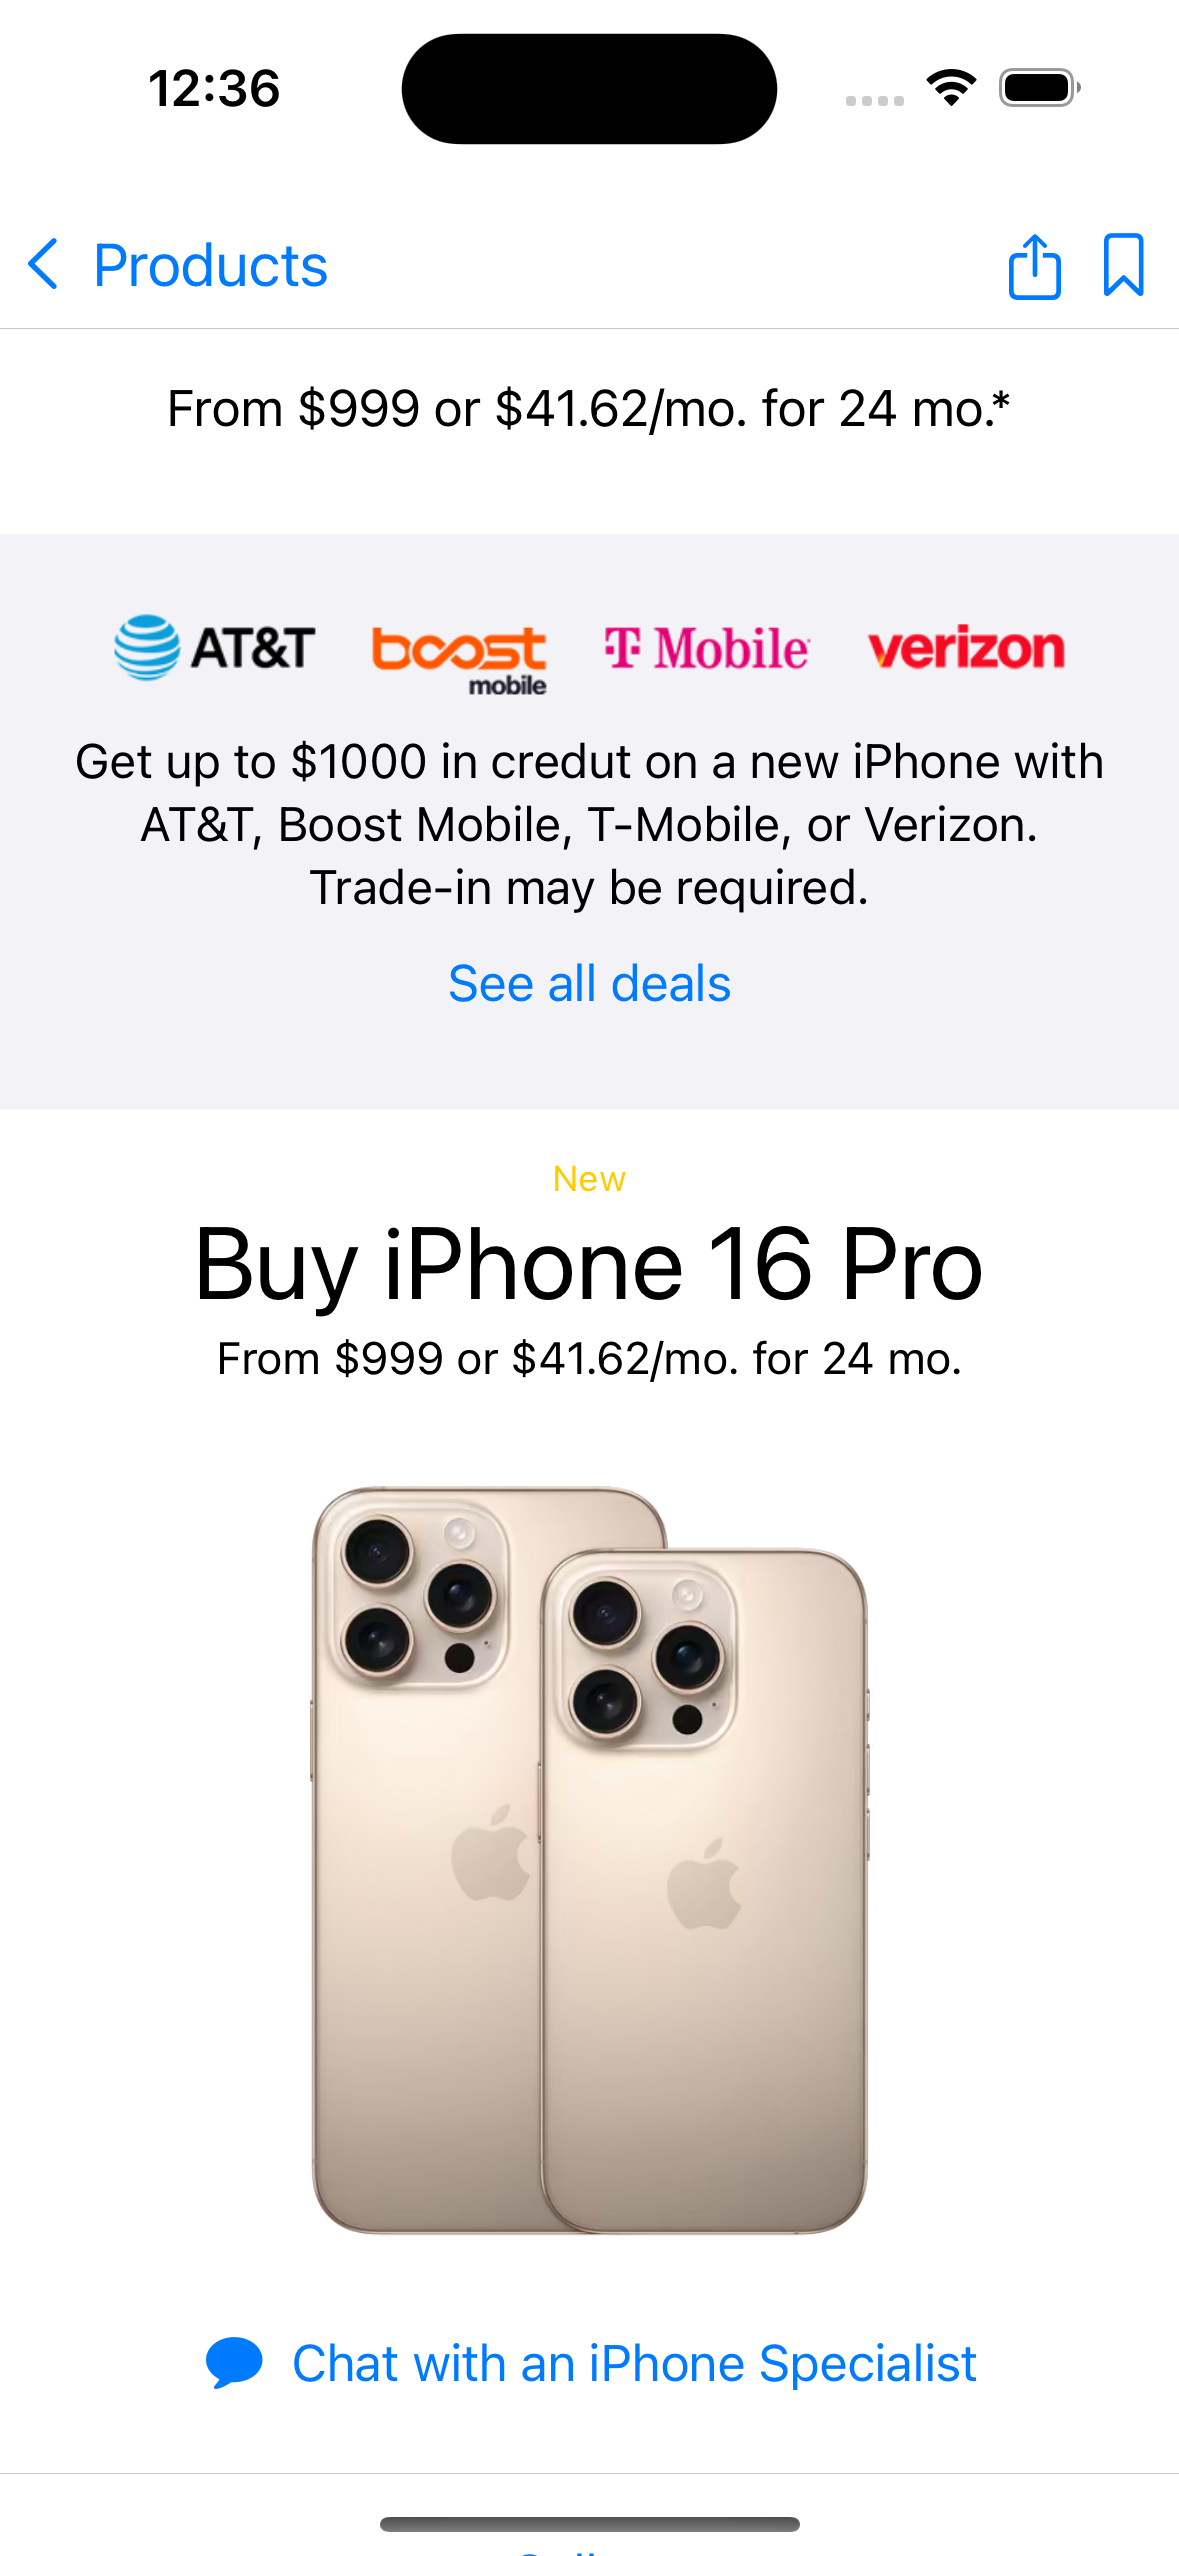 12:36
Products
From $999 or $41.62/mo. for 24 mo.*
AT&T boost mobile T Mobile verizon
Get up to $1000 in credut on a new iPhone with
AT&T, Boost Mobile, T-Mobile, or Verizon.
Trade-in may be required.
See all deals
New
Buy iPhone 16 Pro
From $999 or $41.62/mo. for 24 mo.
Chat with an iPhone Specialist